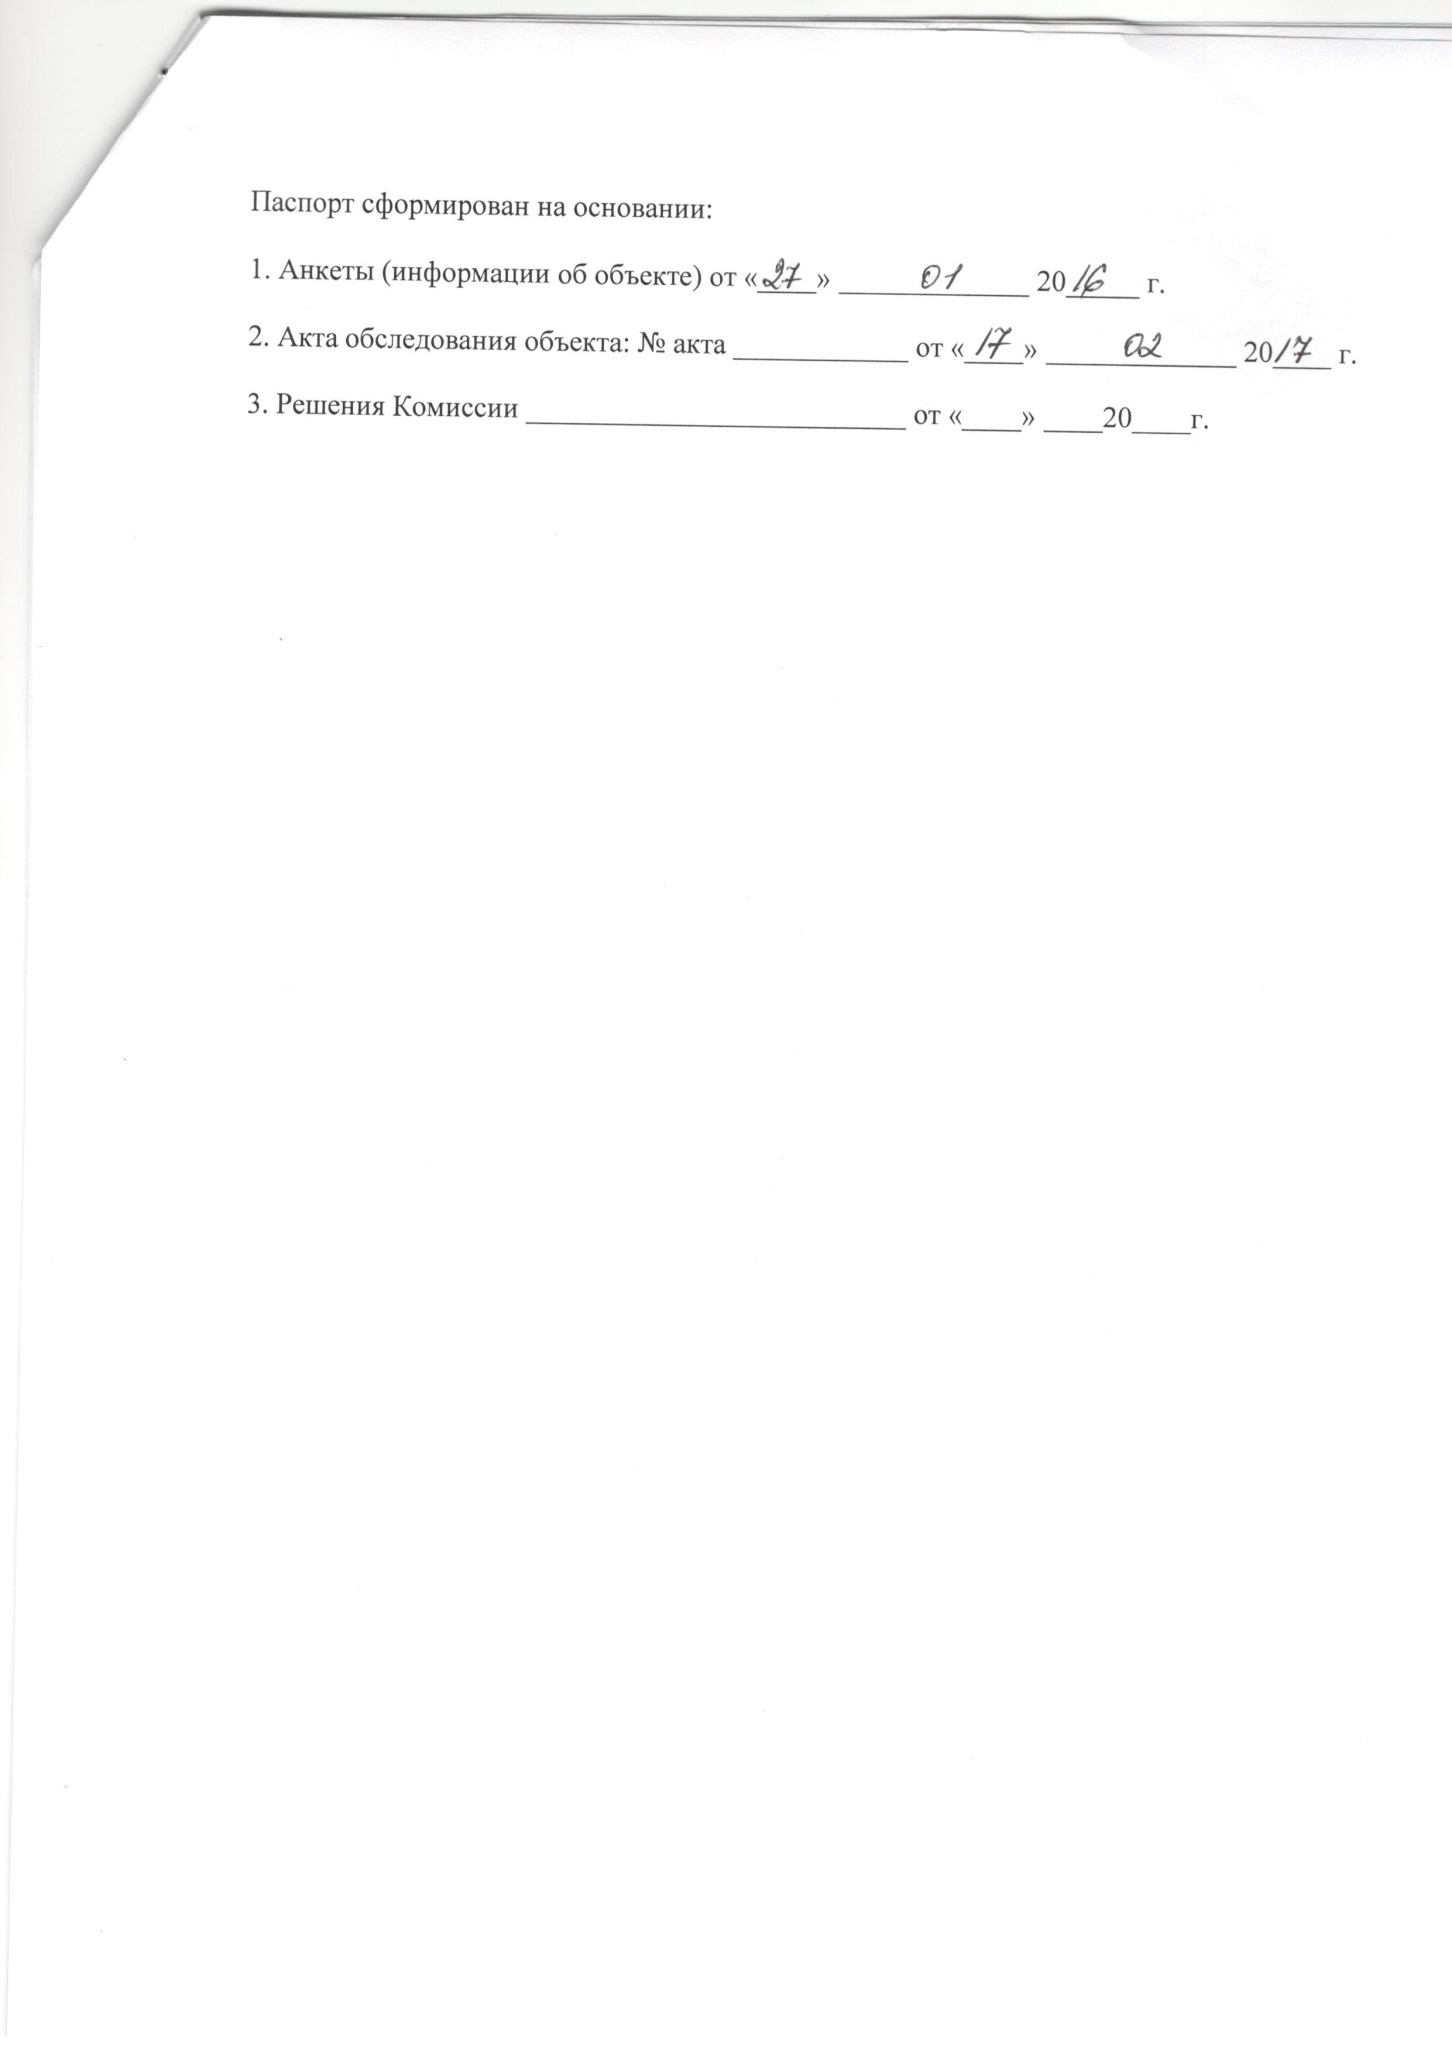 Паспорт сформирован на основании:
1. Анкеты (информации об объекте) от «27» 01 2016 г.
2. Акта обследования объекта: № акта ____________ от «17» 02 2017 г.
3. Решения Комиссии __________________________ от «____» ____20____г.